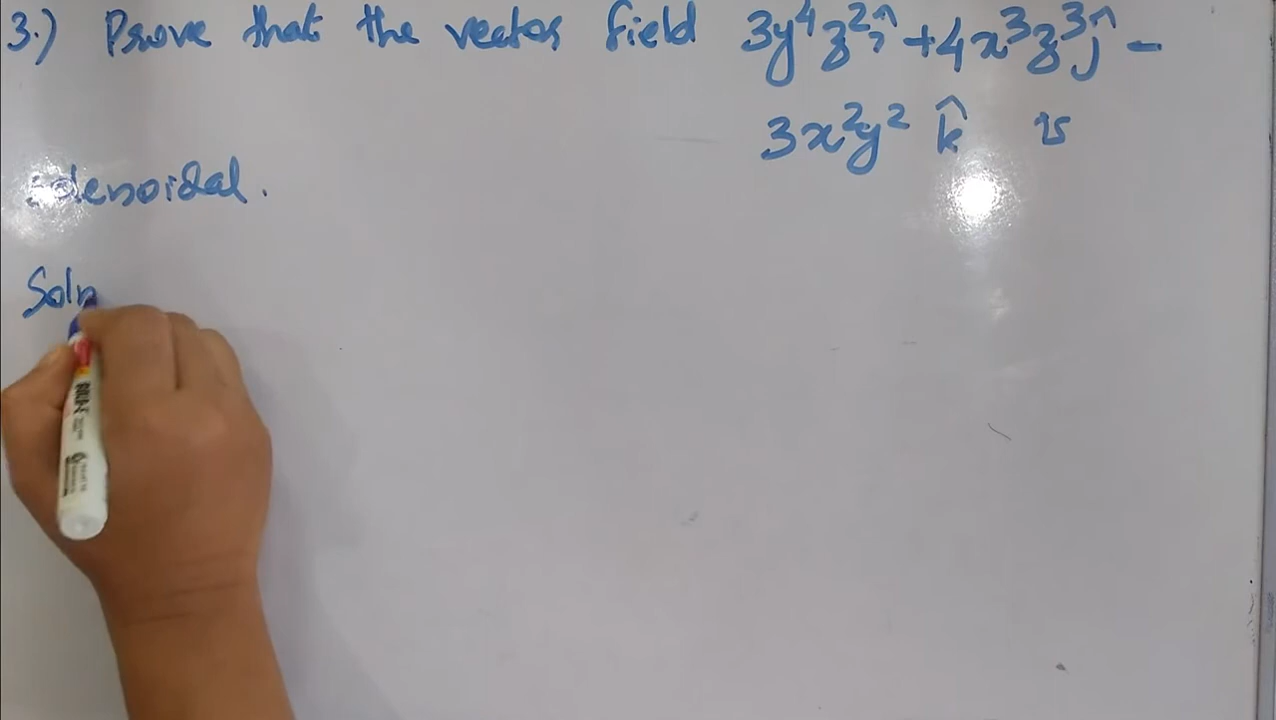 3.) Prove that the vector field 3y⁴z²î + 4x³z³ĵ -
3x²y² k̂ is
solenoidal.
Soln